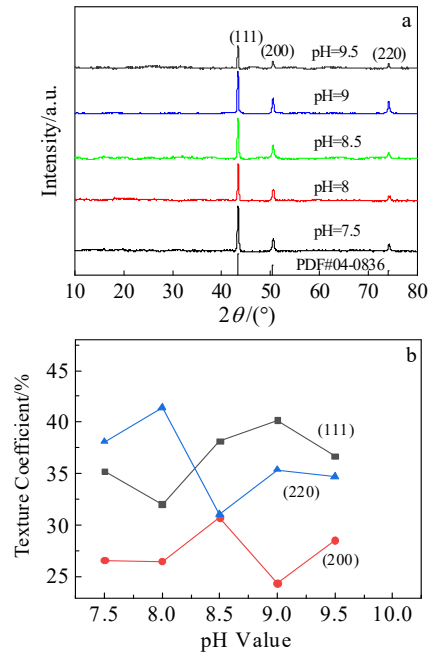 a
(111)
(200)
(220)
pH=9.5
pH=9
pH=8.5
pH=8
pH=7.5
PDF#04-0836
Intensity/a.u.
10 20 30 40 50 60 70 80
2θ/(°)
b
45
40
35
30
25
Texture Coefficient/%
(111)
(220)
(200)
7.5 8.0 8.5 9.0 9.5 10.0
pH Value